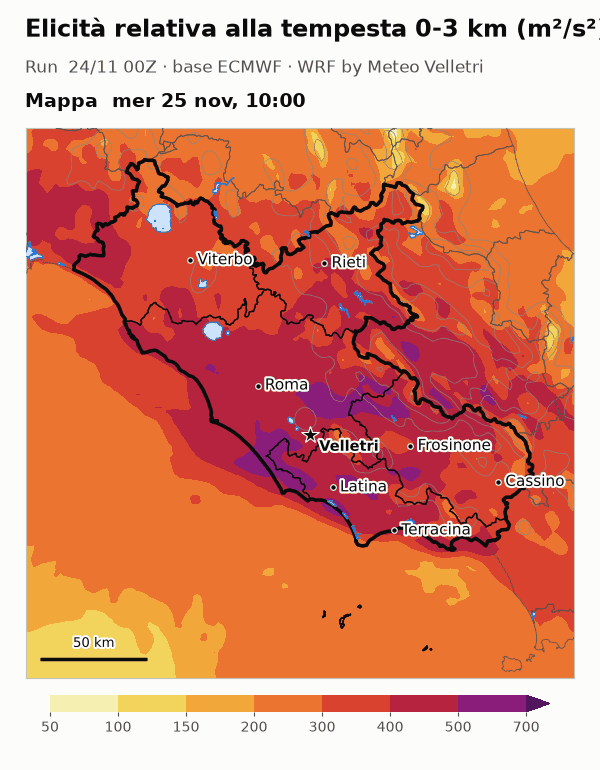 Elicità relativa alla tempesta 0-3 km (m²/s²)
Run  24/11 00Z · base ECMWF · WRF by Meteo Velletri
Mappa  mer 25 nov, 10:00
Viterbo
Rieti
Roma
Velletri
Frosinone
Latina
Cassino
Terracina
50 km
50 100 150 200 300 400 500 700